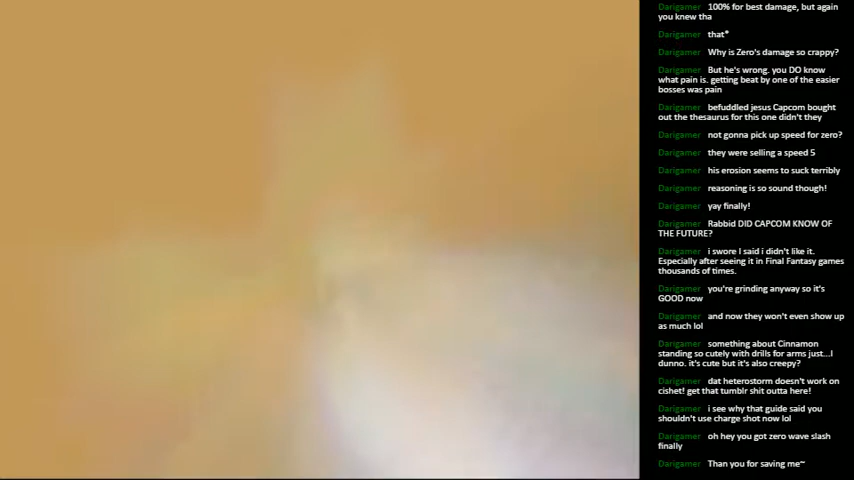 Darigamer 100% for best damage, but again
you knew tha
Darigamer that*
Darigamer Why is Zero's damage so crappy?
Darigamer But he's wrong. you DO know
what pain is. getting beat by one of the easier
bosses was pain
Darigamer befuddled jesus Capcom bought
out the thesaurus for this one didn't they
Darigamer not gonna pick up speed for zero?
Darigamer they were selling a speed 5
Darigamer his erosion seems to suck terribly
Darigamer reasoning is so sound though!
Darigamer yay finally!
Darigamer Rabbid DID CAPCOM KNOW OF
THE FUTURE?
Darigamer i swore I said i didn't like it.
Especially after seeing it in Final Fantasy games
thousands of times.
Darigamer you're grinding anyway so it's
GOOD now
Darigamer and now they won't even show up
as much lol
Darigamer something about Cinnamon
standing so cutely with drills for arms just...I
dunno. it's cute but it's also creepy?
Darigamer dat heterostorm doesn't work on
cishet! get that tumblr shit outta here!
Darigamer i see why that guide said you
shouldn't use charge shot now lol
Darigamer oh hey you got zero wave slash
finally
Darigamer Than you for saving me~